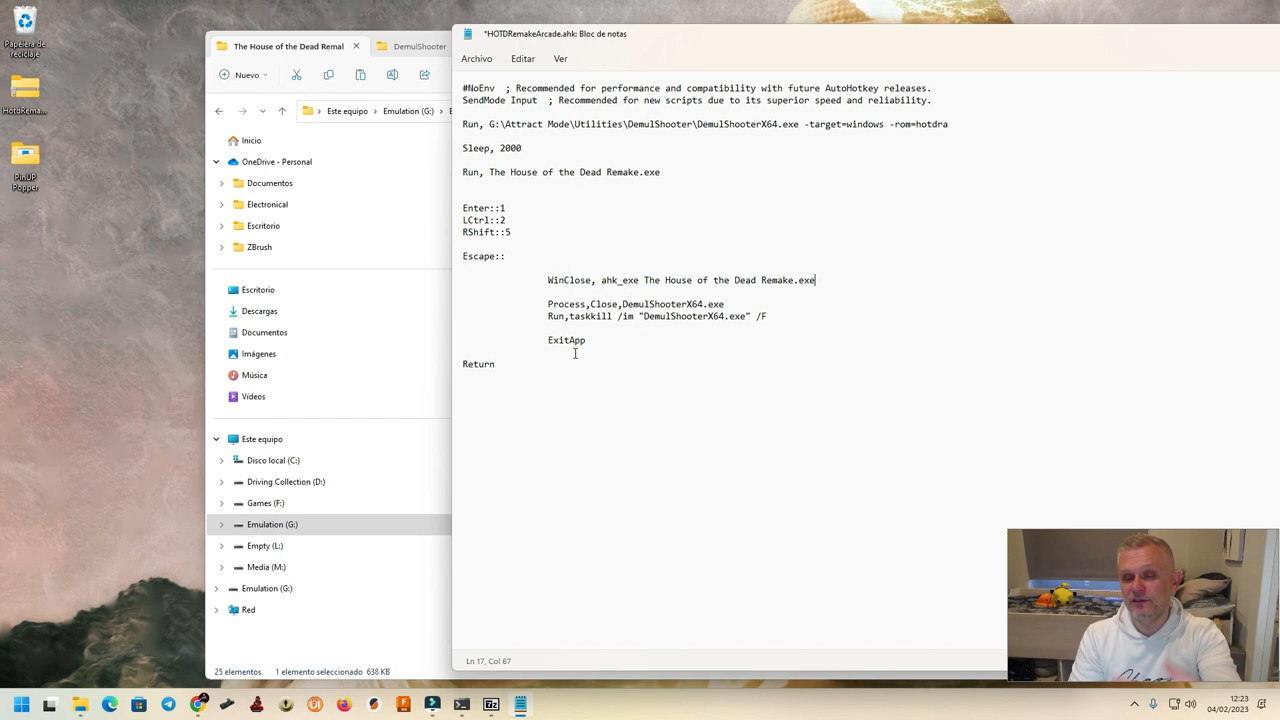 Papelera de
reciclaje
HotdRema...
PinUP
Popper
The House of the Dead Remal
DemulShooter
Nuevo
Este equipo
Emulation (G:)
Inicio
OneDrive - Personal
Documentos
Electronical
Escritorio
ZBrush
Escritorio
Descargas
Documentos
Imágenes
Música
Vídeos
Este equipo
Disco local (C:)
Driving Collection (D:)
Games (F:)
Emulation (G:)
Empty (L:)
Media (M:)
Emulation (G:)
Red
25 elementos
1 elemento seleccionado 638 KB
*HOTDRemakeArcade.ahk: Bloc de notas
Archivo
Editar
Ver
#NoEnv ; Recommended for performance and compatibility with future AutoHotkey releases.
SendMode Input ; Recommended for new scripts due to its superior speed and reliability.
Run, G:\Attract Mode\Utilities\DemulShooter\DemulShooterX64.exe -target=windows -rom=hotdra
Sleep, 2000
Run, The House of the Dead Remake.exe
Enter::1
LCtrl::2
RShift::5
Escape::
WinClose, ahk_exe The House of the Dead Remake.exe
Process,Close,DemulShooterX64.exe
Run,taskkill /im "DemulShooterX64.exe" /F
ExitApp
Return
Ln 17, Col 67
12:23
04/02/2023